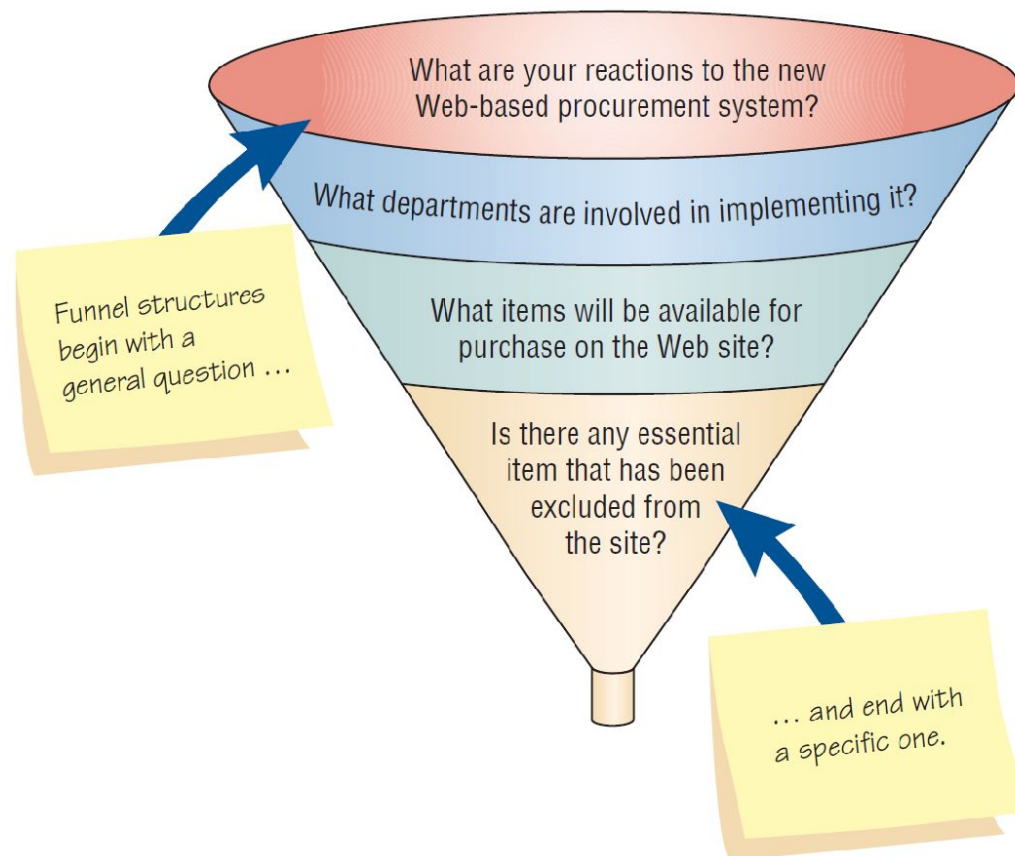 What are your reactions to the new
Web-based procurement system?
What departments are involved in implementing it?
What items will be available for
purchase on the Web site?
Is there any essential
item that has been
excluded from
the site?
Funnel structures
begin with a
general question ...
... and end with
a specific one.